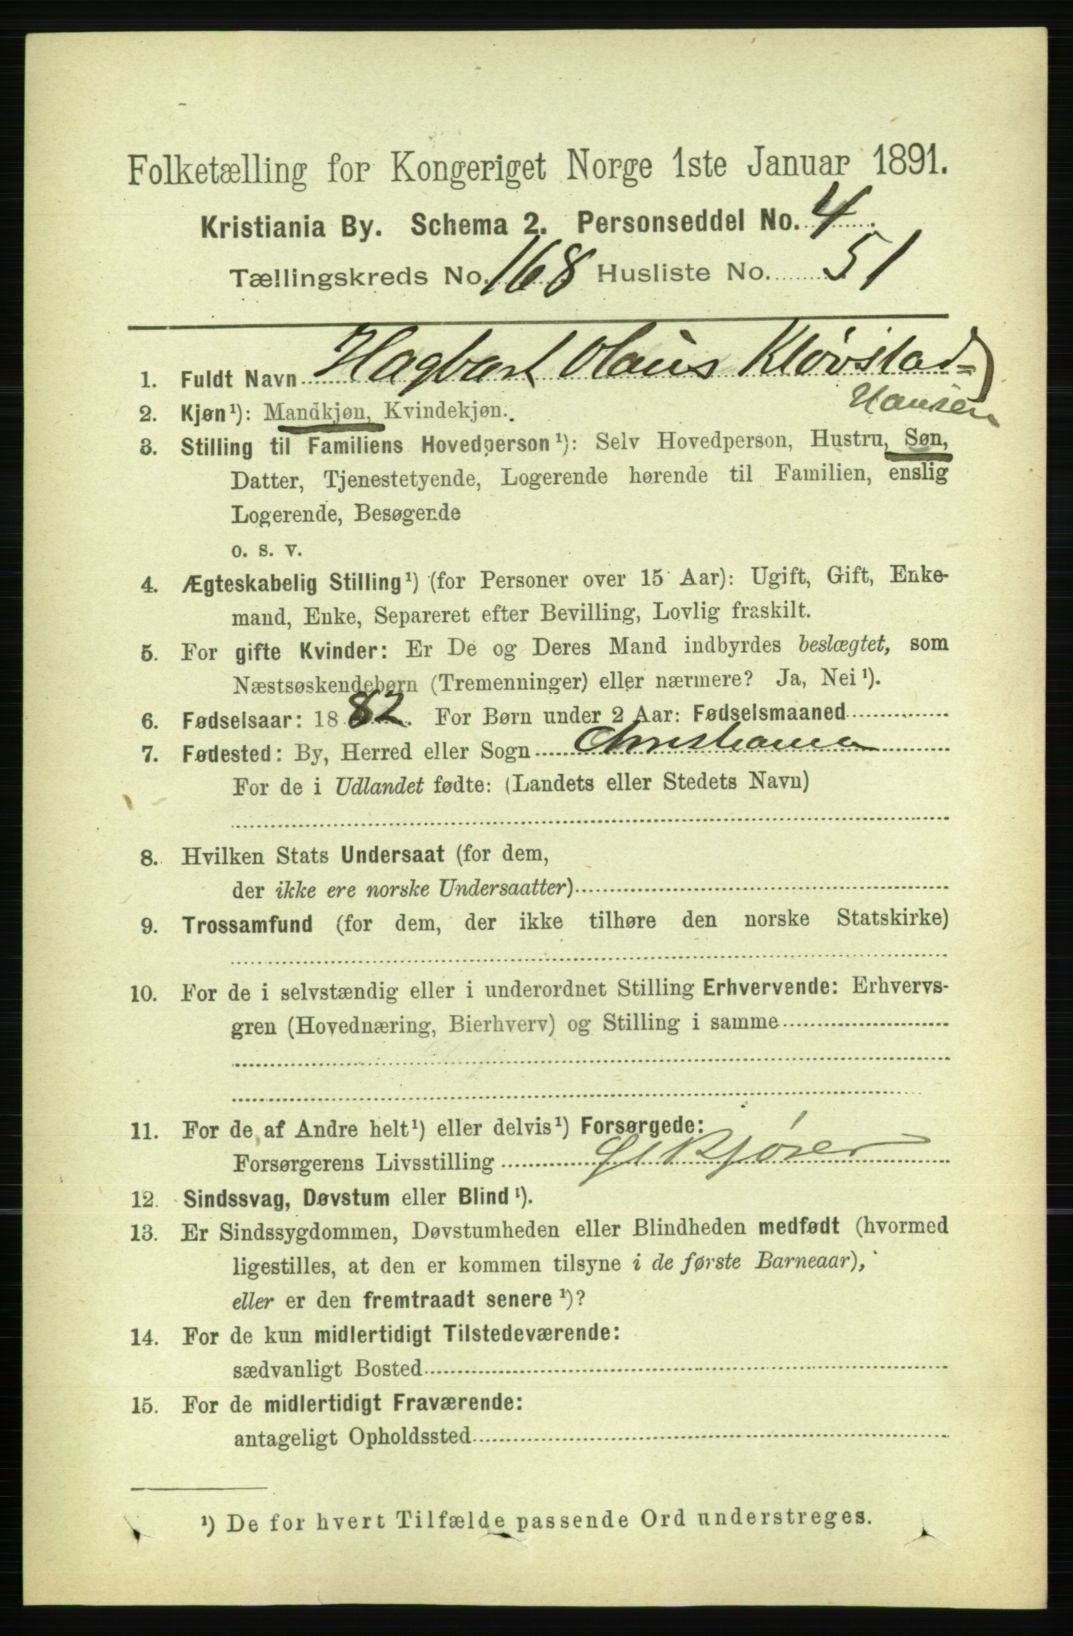 Folketælling for Kongeriget Norge 1ste Januar 1891.
Kristiania By. Schema 2. Personseddel No. 4
Tællingskreds No. 168 Husliste No. 51
1. Fuldt Navn Hagbart Olaus Kløvstad=
Hansen
2. Kjøn¹): Mandkjøn, Kvindekjøn.
3. Stilling til Familiens Hovedperson¹): Selv Hovedperson, Hustru, Søn,
Datter, Tjenestetyende, Logerende hørende til Familien, enslig
Logerende, Besøgende
o. s. v.
4. Ægteskabelig Stilling¹) (for Personer over 15 Aar): Ugift, Gift, Enke-
mand, Enke, Separeret efter Bevilling, Lovlig fraskilt.
5. For gifte Kvinder: Er De og Deres Mand indbyrdes beslægtet, som
Næstsøskendebørn (Tremenninger) eller nærmere? Ja, Nei¹).
6. Fødselsaar: 1882. For Børn under 2 Aar: Fødselsmaaned
7. Fødested: By, Herred eller Sogn Christiania
For de i Udlandet fødte: (Landets eller Stedets Navn)
8. Hvilken Stats Undersaat (for dem,
der ikke ere norske Undersaatter)
9. Trossamfund (for dem, der ikke tilhøre den norske Statskirke)
10. For de i selvstændig eller i underordnet Stilling Erhvervende: Erhvervs-
gren (Hovednæring, Bierhverv) og Stilling i samme
11. For de af Andre helt¹) eller delvis¹) Forsørgede:
Forsørgerens Livsstilling
12. Sindssvag, Døvstum eller Blind¹).
13. Er Sindssygdommen, Døvstumheden eller Blindheden medfødt (hvormed
ligestilles, at den er kommen tilsyne i de første Barneaar),
eller er den fremtraadt senere¹)?
14. For de kun midlertidigt Tilstedeværende:
sædvanligt Bosted
15. For de midlertidigt Fraværende:
antageligt Opholdssted
¹) De for hvert Tilfælde passende Ord understreges.